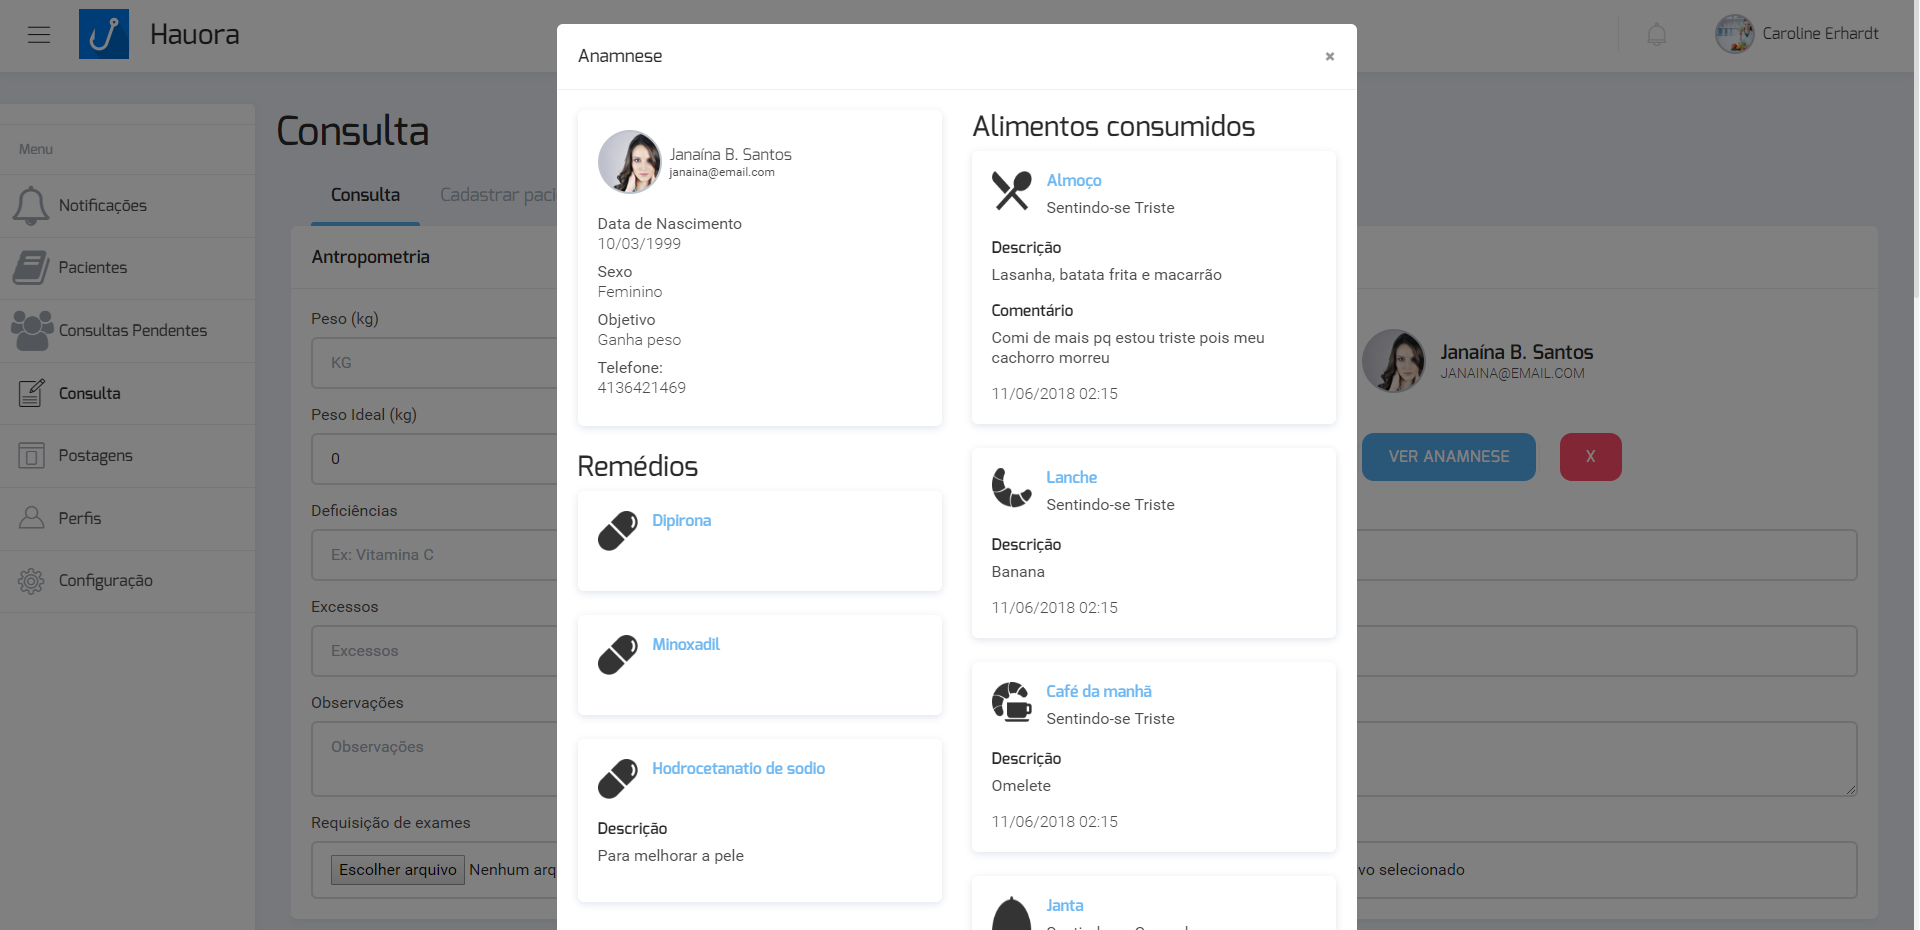 Hauora
Caroline Erhardt
Menu
Notificações
Pacientes
Consultas Pendentes
Consulta
Postagens
Perfis
Configuração
Consulta
Consulta
Cadastrar paci
Antropometria
Peso (kg)
KG
Peso Ideal (kg)
0
Deficiências
Ex: Vitamina C
Excessos
Excessos
Observações
Observações
Requisição de exames
Escolher arquivo Nenhum arq
Anamnese
×
Janaína B. Santos
janaina@email.com
Data de Nascimento
10/03/1999
Sexo
Feminino
Objetivo
Ganha peso
Telefone:
4136421469
Remédios
Dipirona
Minoxadil
Hodrocetanatio de sodio
Descrição
Para melhorar a pele
Alimentos consumidos
Almoço
Sentindo-se Triste
Descrição
Lasanha, batata frita e macarrão
Comentário
Comi de mais pq estou triste pois meu
cachorro morreu
11/06/2018 02:15
Lanche
Sentindo-se Triste
Descrição
Banana
11/06/2018 02:15
Café da manhã
Sentindo-se Triste
Descrição
Omelete
11/06/2018 02:15
Janta
Janaína B. Santos
JANAINA@EMAIL.COM
VER ANAMNESE
X
vo selecionado